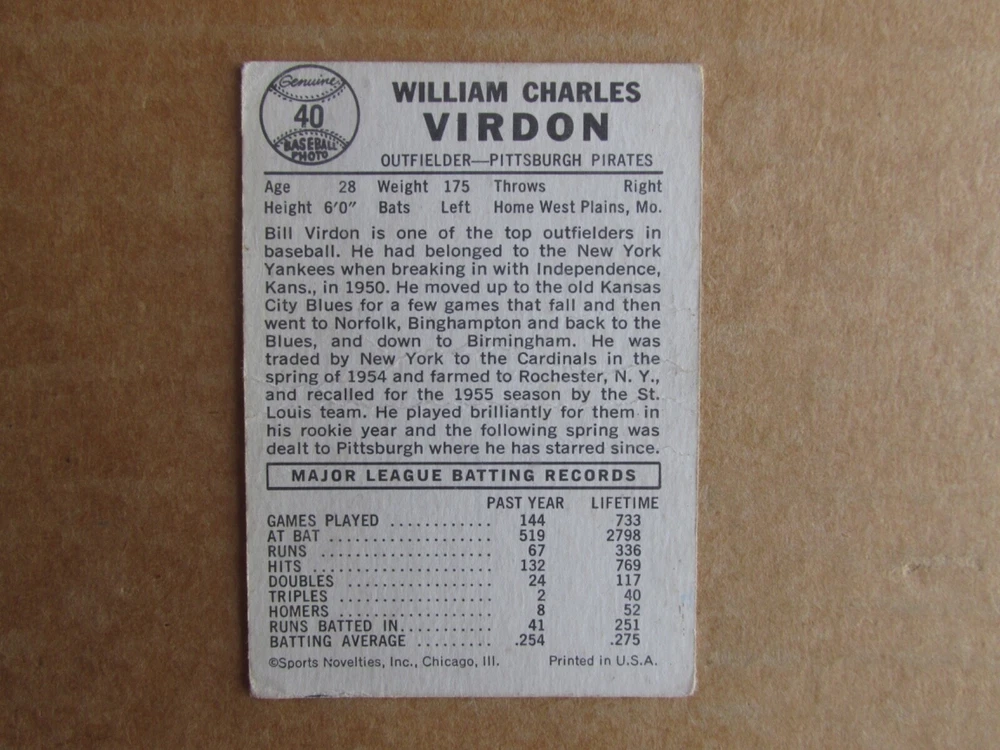 Genuine
40
BASEBALL
PHOTO
WILLIAM CHARLES
VIRDON
OUTFIELDER—PITTSBURGH PIRATES
Age 28 Weight 175 Throws Right
Height 6'0" Bats Left Home West Plains, Mo.
Bill Virdon is one of the top outfielders in
baseball. He had belonged to the New York
Yankees when breaking in with Independence,
Kans., in 1950. He moved up to the old Kansas
City Blues for a few games that fall and then
went to Norfolk, Binghampton and back to the
Blues, and down to Birmingham. He was
traded by New York to the Cardinals in the
spring of 1954 and farmed to Rochester, N. Y.,
and recalled for the 1955 season by the St.
Louis team. He played brilliantly for them in
his rookie year and the following spring was
dealt to Pittsburgh where he has starred since.
MAJOR LEAGUE BATTING RECORDS
PAST YEAR LIFETIME
GAMES PLAYED ............ 144 733
AT BAT ................... 519 2798
RUNS .................... 67 336
HITS ..................... 132 769
DOUBLES ................. 24 117
TRIPLES .................. 2 40
HOMERS .................. 8 52
RUNS BATTED IN........... 41 251
BATTING AVERAGE ......... .254 .275
©Sports Novelties, Inc., Chicago, Ill. Printed in U.S.A.